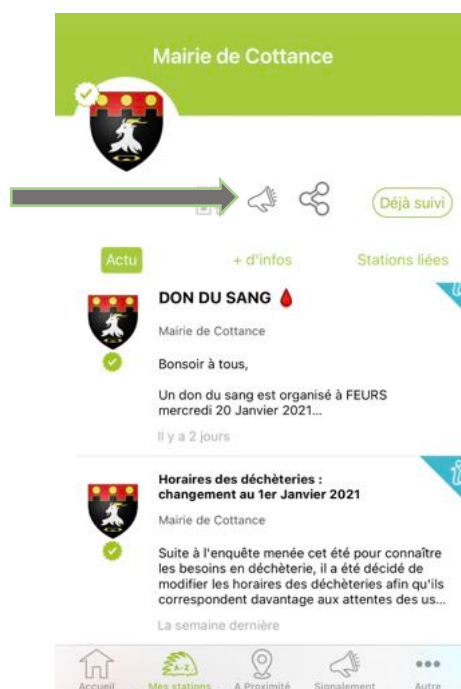 Mairie de Cottance
Déjà suivi
Actu
+ d'infos
Stations liées
DON DU SANG
Mairie de Cottance
Bonsoir à tous,
Un don du sang est organisé à FEURS
mercredi 20 Janvier 2021...
Il y a 2 jours
Horaires des déchèteries :
changement au 1er Janvier 2021
Mairie de Cottance
Suite à l'enquête menée cet été pour connaître
les besoins en déchèterie, il a été décidé de
modifier les horaires des déchèteries afin qu'ils
correspondent davantage aux attentes des us...
La semaine dernière
A-Z
Accueil
Mes stations
A Proximité
Signalement
Autre